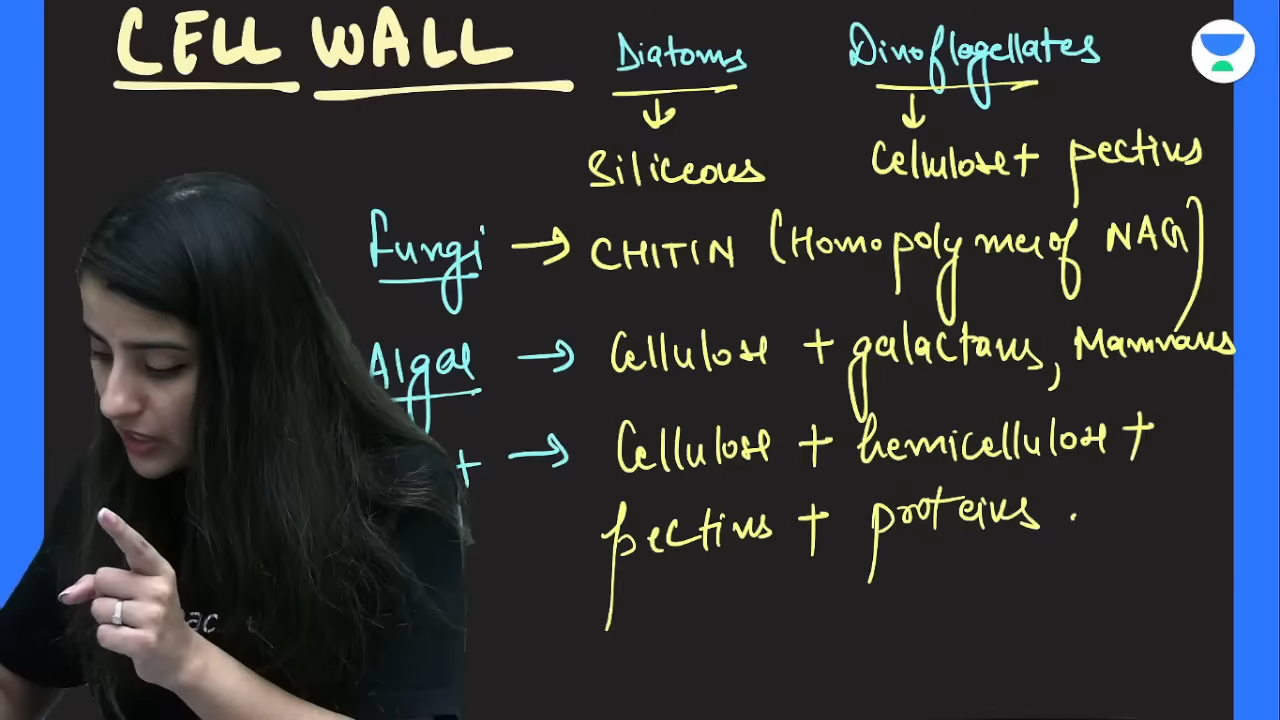 CELL WALL
Diatoms Dinoflagellates
↓ ↓
Siliceous Cellulose + pectins
Fungi → CHITIN (Homopolymer of NAG)
Algae → Cellulose + galactans, Mannans
→ Cellulose + hemicellulose +
pectins + proteins.